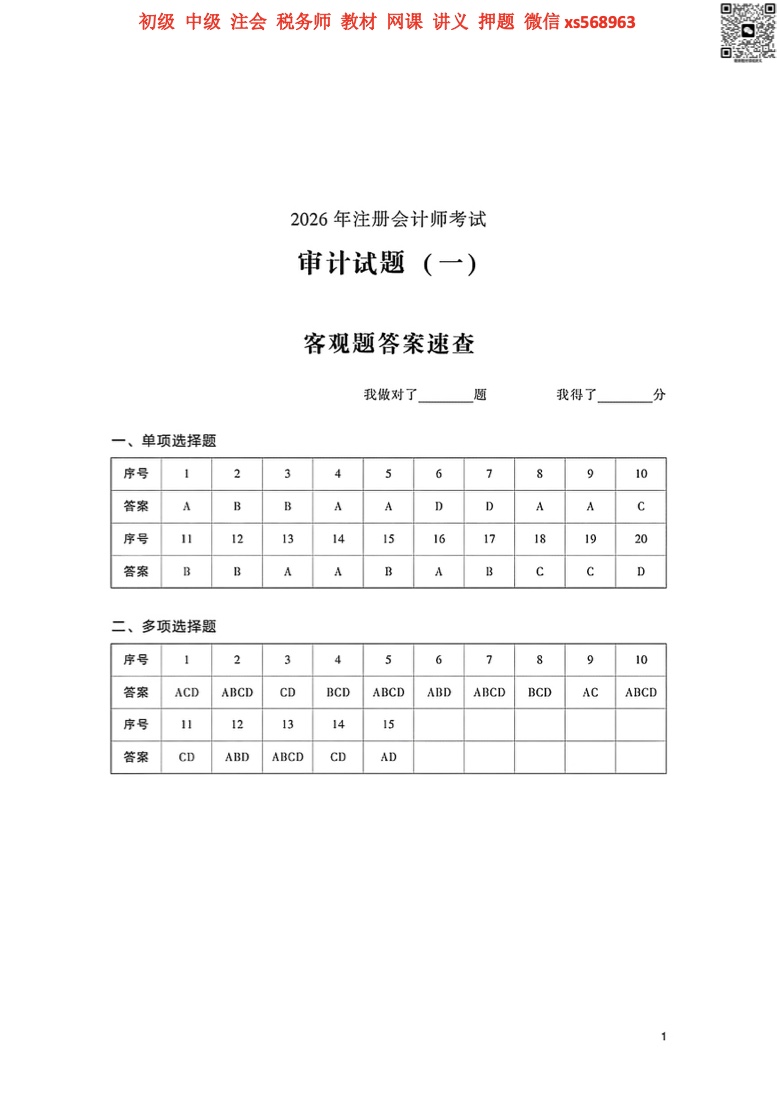 初级 中级 注会 税务师 教材 网课 讲义 押题 微信 xs568963
2026 年注册会计师考试
审计试题（一）
客观题答案速查
我做对了______题 我得了______分
一、单项选择题
序号 1 2 3 4 5 6 7 8 9 10
答案 A B B A A D D A A C
序号 11 12 13 14 15 16 17 18 19 20
答案 B B A A B A B C C D
二、多项选择题
序号 1 2 3 4 5 6 7 8 9 10
答案 ACD ABCD CD BCD ABCD ABD ABCD BCD AC ABCD
序号 11 12 13 14 15
答案 CD ABD ABCD CD AD
1